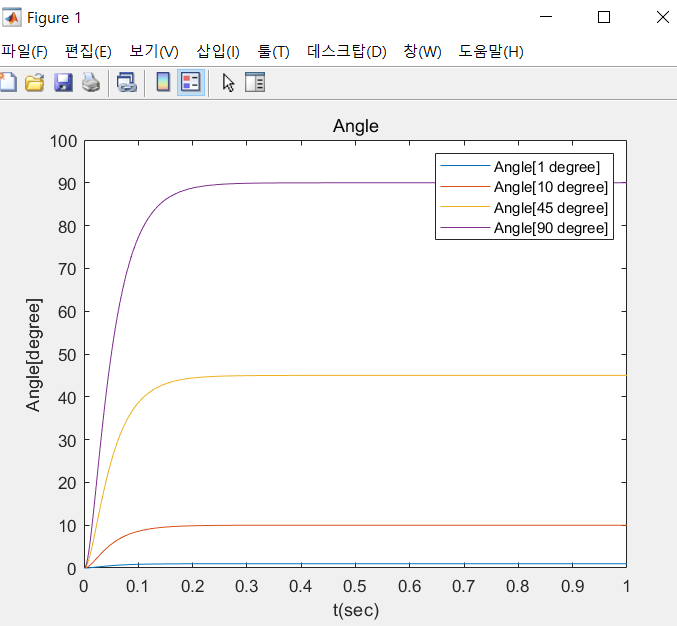 Figure 1
파일(F) 편집(E) 보기(V) 삽입(I) 툴(T) 데스크탑(D) 창(W) 도움말(H)
Angle
100
90
80
70
60
50
40
30
20
10
0
Angle[degree]
Angle[1 degree]
Angle[10 degree]
Angle[45 degree]
Angle[90 degree]
0 0.1 0.2 0.3 0.4 0.5 0.6 0.7 0.8 0.9 1
t(sec)